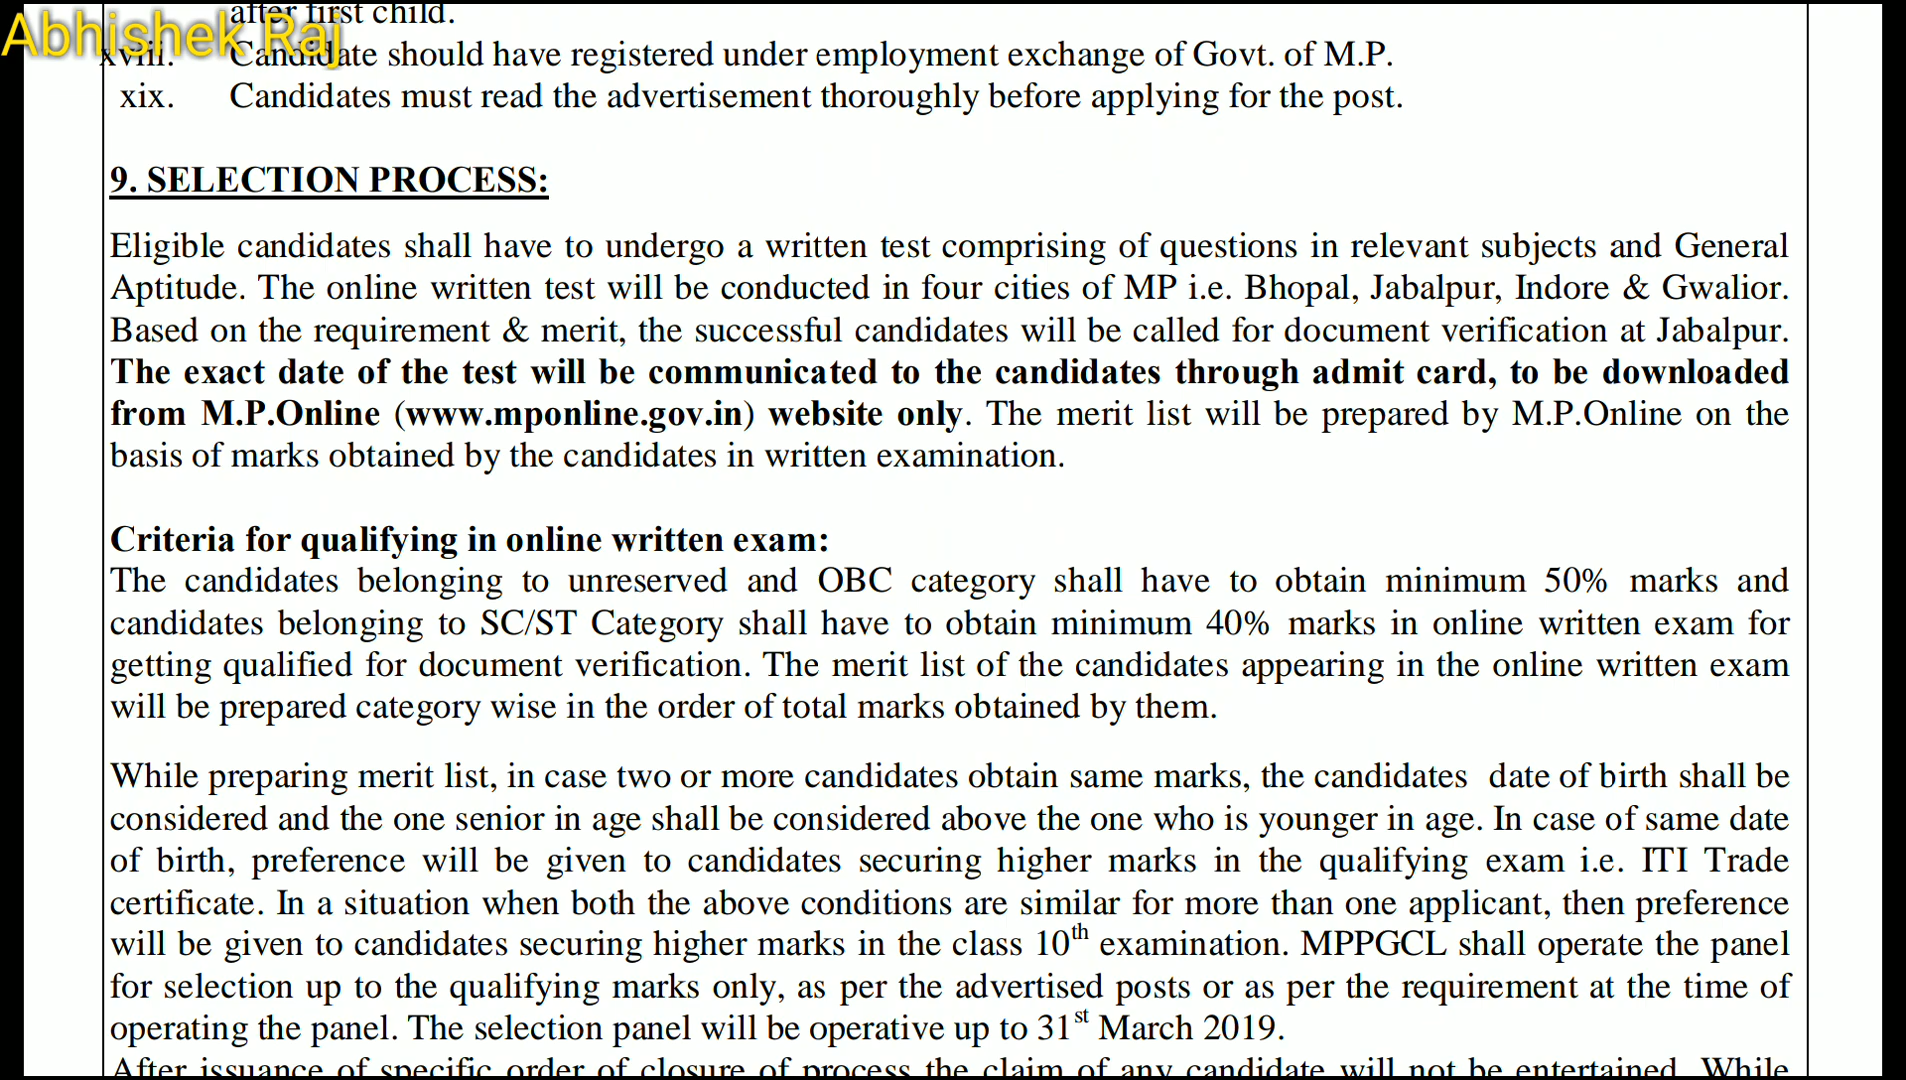 after first child.
Abhishek Raj
xviii. Candidate should have registered under employment exchange of Govt. of M.P.
xix. Candidates must read the advertisement thoroughly before applying for the post.
9. SELECTION PROCESS:
Eligible candidates shall have to undergo a written test comprising of questions in relevant subjects and General
Aptitude. The online written test will be conducted in four cities of MP i.e. Bhopal, Jabalpur, Indore & Gwalior.
Based on the requirement & merit, the successful candidates will be called for document verification at Jabalpur.
The exact date of the test will be communicated to the candidates through admit card, to be downloaded
from M.P.Online (www.mponline.gov.in) website only. The merit list will be prepared by M.P.Online on the
basis of marks obtained by the candidates in written examination.
Criteria for qualifying in online written exam:
The candidates belonging to unreserved and OBC category shall have to obtain minimum 50% marks and
candidates belonging to SC/ST Category shall have to obtain minimum 40% marks in online written exam for
getting qualified for document verification. The merit list of the candidates appearing in the online written exam
will be prepared category wise in the order of total marks obtained by them.
While preparing merit list, in case two or more candidates obtain same marks, the candidates date of birth shall be
considered and the one senior in age shall be considered above the one who is younger in age. In case of same date
of birth, preference will be given to candidates securing higher marks in the qualifying exam i.e. ITI Trade
certificate. In a situation when both the above conditions are similar for more than one applicant, then preference
will be given to candidates securing higher marks in the class 10th examination. MPPGCL shall operate the panel
for selection up to the qualifying marks only, as per the advertised posts or as per the requirement at the time of
operating the panel. The selection panel will be operative up to 31st March 2019.
After issuance of specific order of closure of process the claim of any candidate will not be entertained. While